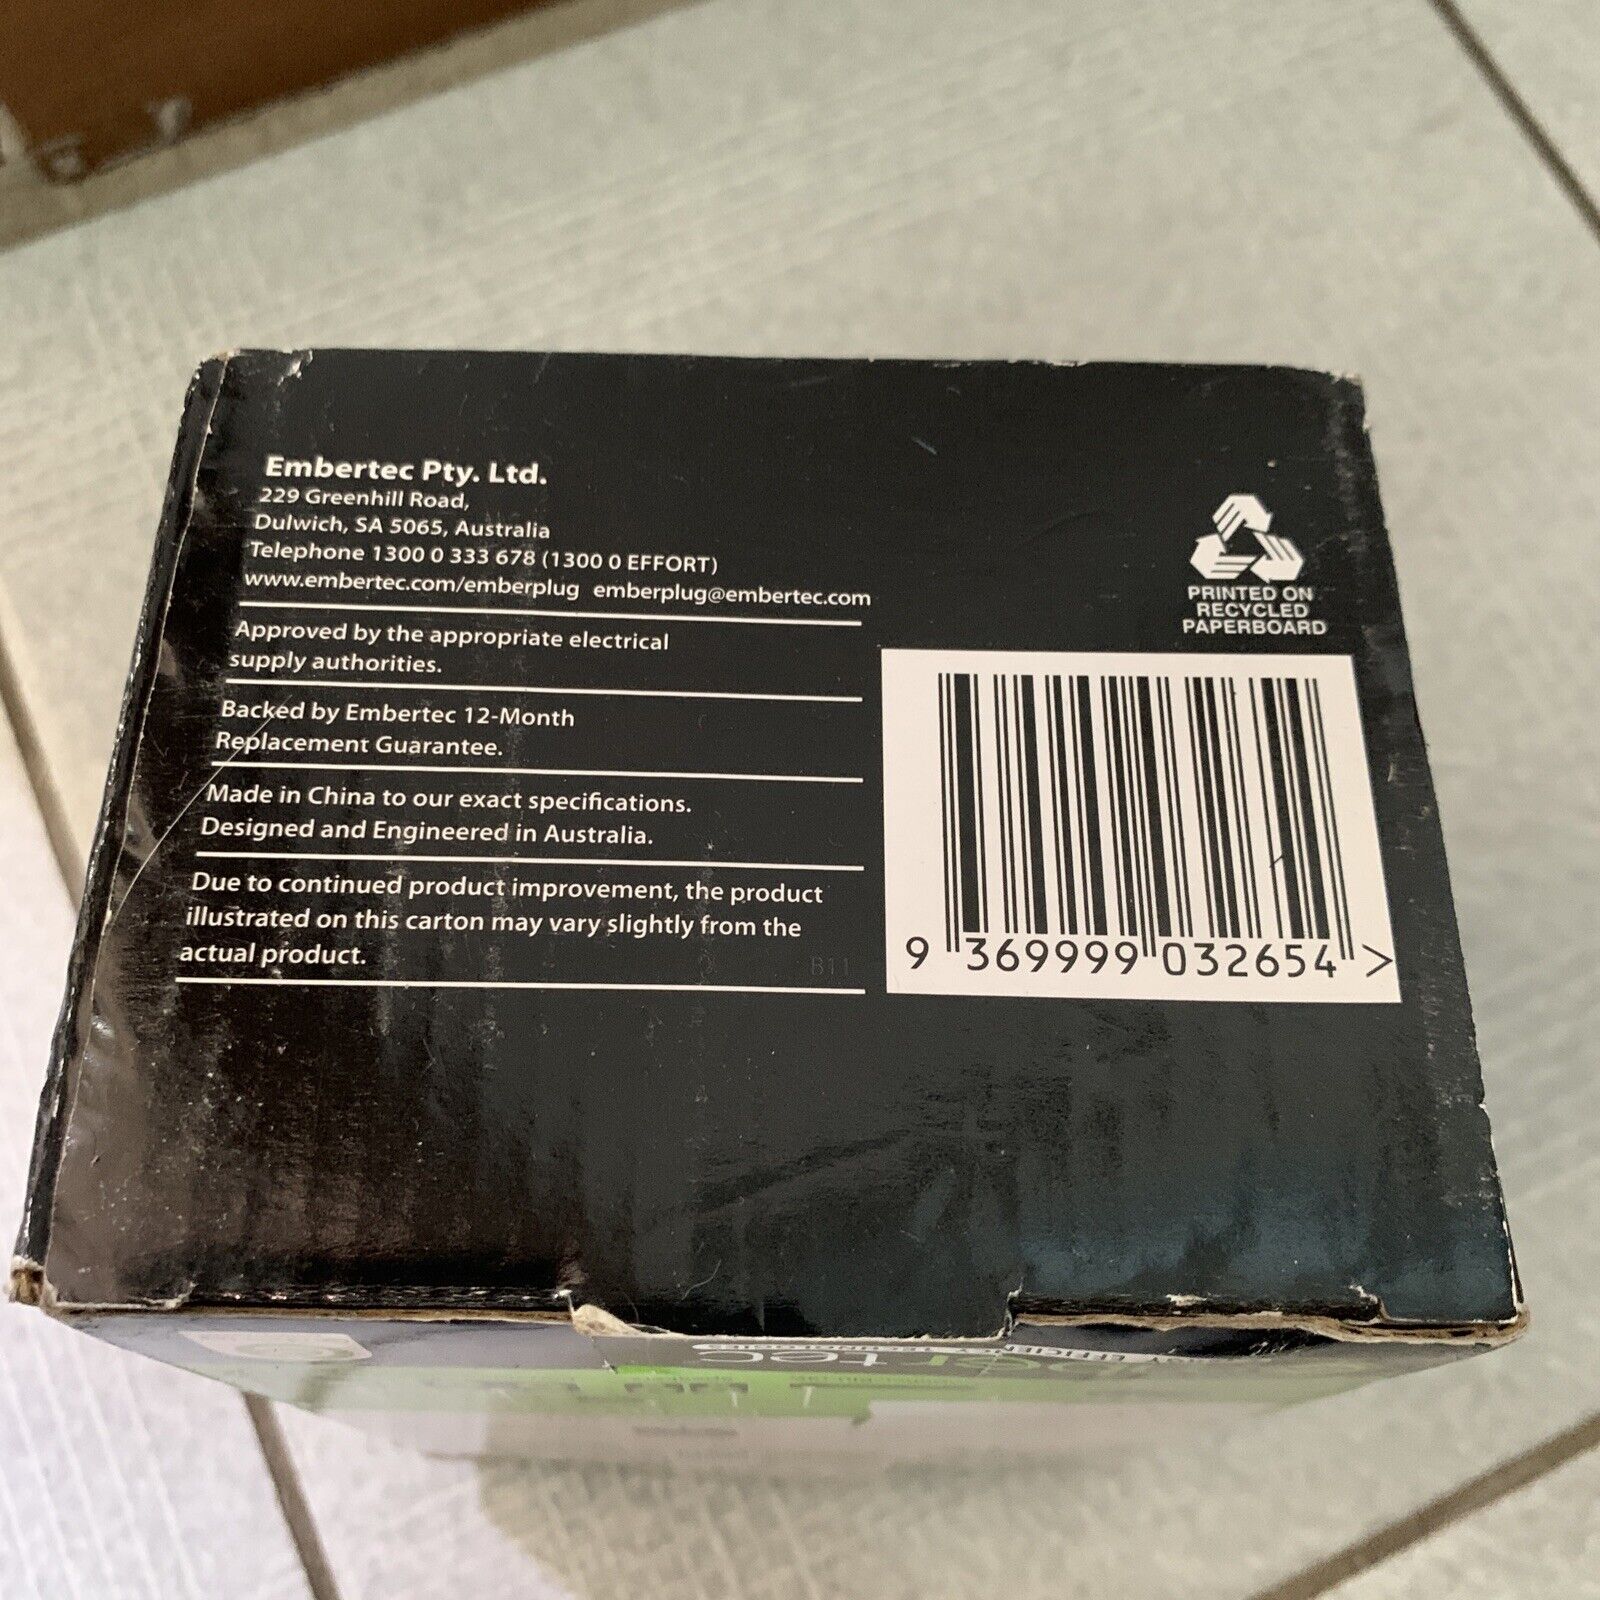 Embertec Pty. Ltd.
229 Greenhill Road,
Dulwich, SA 5065, Australia
Telephone 1300 0 333 678 (1300 0 EFFORT)
www.embertec.com/emberplug emberplug@embertec.com
Approved by the appropriate electrical
supply authorities.
Backed by Embertec 12-Month
Replacement Guarantee.
Made in China to our exact specifications.
Designed and Engineered in Australia.
Due to continued product improvement, the product
illustrated on this carton may vary slightly from the
actual product.
B11
PRINTED ON
RECYCLED
PAPERBOARD
9 369999 032654 >